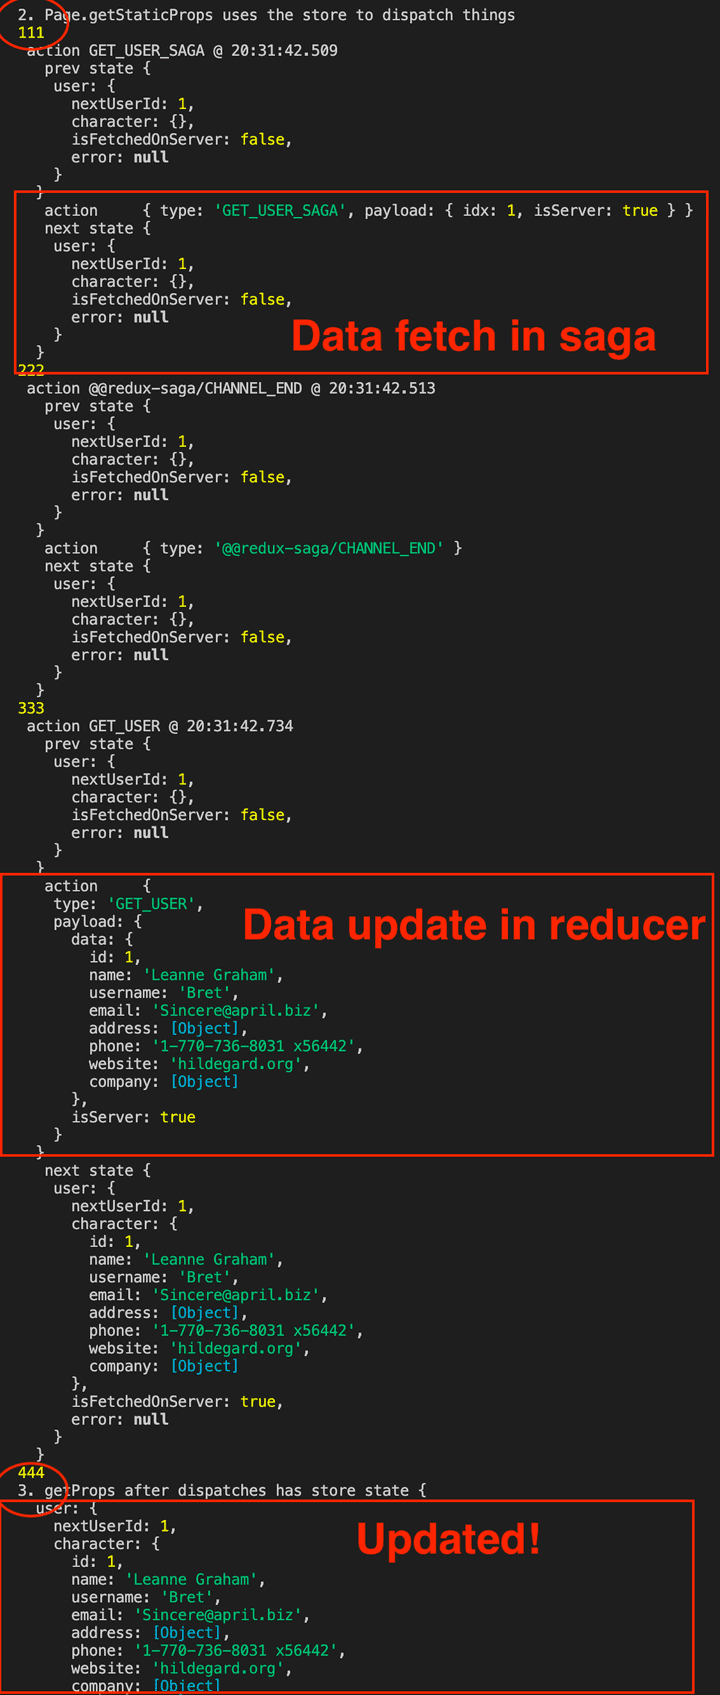 2. Page.getStaticProps uses the store to dispatch things
111
action GET_USER_SAGA @ 20:31:42.509
prev state {
user: {
nextUserId: 1,
character: {},
isFetchedOnServer: false,
error: null
}
}
action { type: 'GET_USER_SAGA', payload: { idx: 1, isServer: true } }
next state {
user: {
nextUserId: 1,
character: {},
isFetchedOnServer: false,
error: null
}
}
Data fetch in saga
222
action @@redux-saga/CHANNEL_END @ 20:31:42.513
prev state {
user: {
nextUserId: 1,
character: {},
isFetchedOnServer: false,
error: null
}
}
action { type: '@@redux-saga/CHANNEL_END' }
next state {
user: {
nextUserId: 1,
character: {},
isFetchedOnServer: false,
error: null
}
}
333
action GET_USER @ 20:31:42.734
prev state {
user: {
nextUserId: 1,
character: {},
isFetchedOnServer: false,
error: null
}
}
action {
type: 'GET_USER',
Data update in reducer
payload: {
data: {
id: 1,
name: 'Leanne Graham',
username: 'Bret',
email: 'Sincere@april.biz',
address: [Object],
phone: '1-770-736-8031 x56442',
website: 'hildegard.org',
company: [Object]
},
isServer: true
}
}
next state {
user: {
nextUserId: 1,
character: {
id: 1,
name: 'Leanne Graham',
username: 'Bret',
email: 'Sincere@april.biz',
address: [Object],
phone: '1-770-736-8031 x56442',
website: 'hildegard.org',
company: [Object]
},
isFetchedOnServer: true,
error: null
}
}
444
3. getProps after dispatches has store state {
user: {
nextUserId: 1,
Updated!
character: {
id: 1,
name: 'Leanne Graham',
username: 'Bret',
email: 'Sincere@april.biz',
address: [Object],
phone: '1-770-736-8031 x56442',
website: 'hildegard.org',
company: [Object]